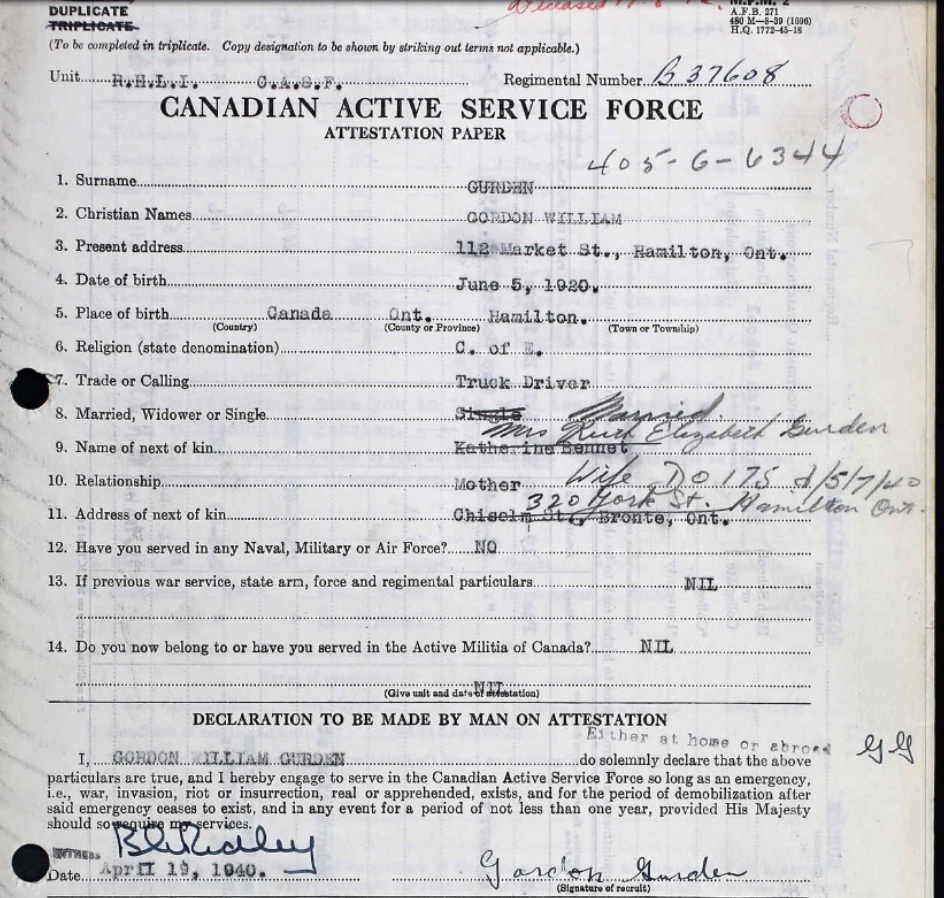 DUPLICATE
TRIPLICATE
Deceased
M.F.M. 2
A.F.B. 271
480 M—8-39 (1696)
H.Q. 1772-45-18
(To be completed in triplicate. Copy designation to be shown by striking out terms not applicable.)
Unit R.H.L.I. C.A.S.F. Regimental Number B 37608
CANADIAN ACTIVE SERVICE FORCE
ATTESTATION PAPER
405-6-6344
1. Surname GURDEN
2. Christian Names GORDON WILLIAM
3. Present address 112 Market St., Hamilton, Ont.
4. Date of birth June 5, 1920.
5. Place of birth Canada Ont. Hamilton.
(Country) (County or Province) (Town or Township)
6. Religion (state denomination) C. of E.
7. Trade or Calling Truck Driver
8. Married, Widower or Single Single Married
Mrs Ruth Elizabeth Gurden
9. Name of next of kin Katherine Bennet
10. Relationship Mother Wife DO 175 d/5/7/40
320 York St. Hamilton Ont.
11. Address of next of kin Chiselm St., Bronte, Ont.
12. Have you served in any Naval, Military or Air Force? NO
13. If previous war service, state arm, force and regimental particulars NIL
14. Do you now belong to or have you served in the Active Militia of Canada? NIL
NIL
(Give unit and date of attestation)
DECLARATION TO BE MADE BY MAN ON ATTESTATION
Either at home or abroad GG
I, GORDON WILLIAM GURDEN do solemnly declare that the above
particulars are true, and I hereby engage to serve in the Canadian Active Service Force so long as an emergency,
i.e., war, invasion, riot or insurrection, real or apprehended, exists, and for the period of demobilization after
said emergency ceases to exist, and in any event for a period of not less than one year, provided His Majesty
should so require my services.
WITNESS
Date April 19, 1940. Gordon Gurden
(Signature of recruit)